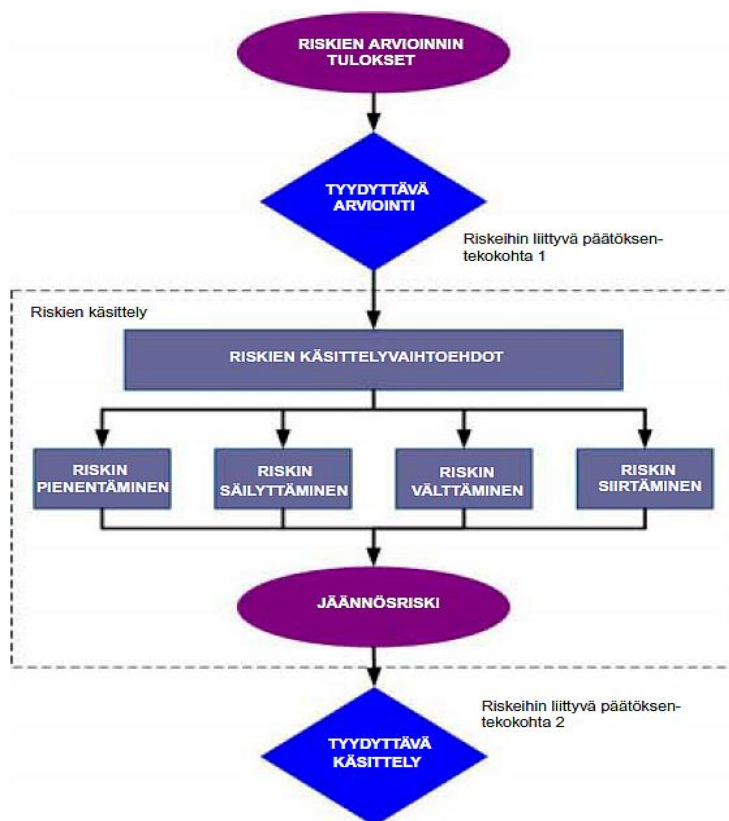 RISKIEN ARVIOINNIN
TULOKSET
TYYDYTTÄVÄ
ARVIOINTI
Riskeihin liittyvä päätöksen-
tekokohta 1
Riskien käsittely
RISKIEN KÄSITTELYVAIHTOEHDOT
RISKIN
PIENENTÄMINEN
RISKIN
SÄILYTTÄMINEN
RISKIN
VÄLTTÄMINEN
RISKIN
SIIRTÄMINEN
JÄÄNNÖSRISKI
Riskeihin liittyvä päätöksen-
tekokohta 2
TYYDYTTÄVÄ
KÄSITTELY